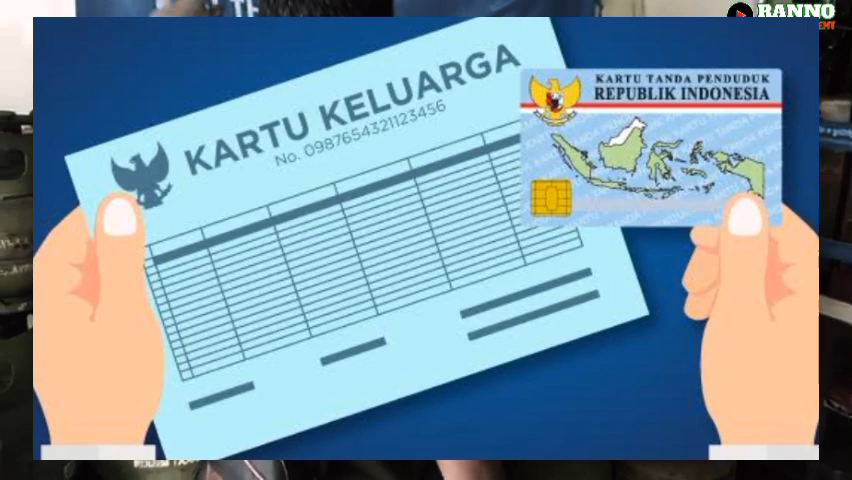 RANNO
KARTU KELUARGA
No. 0987654321123456
KARTU TANDA PENDUDUK
REPUBLIK INDONESIA